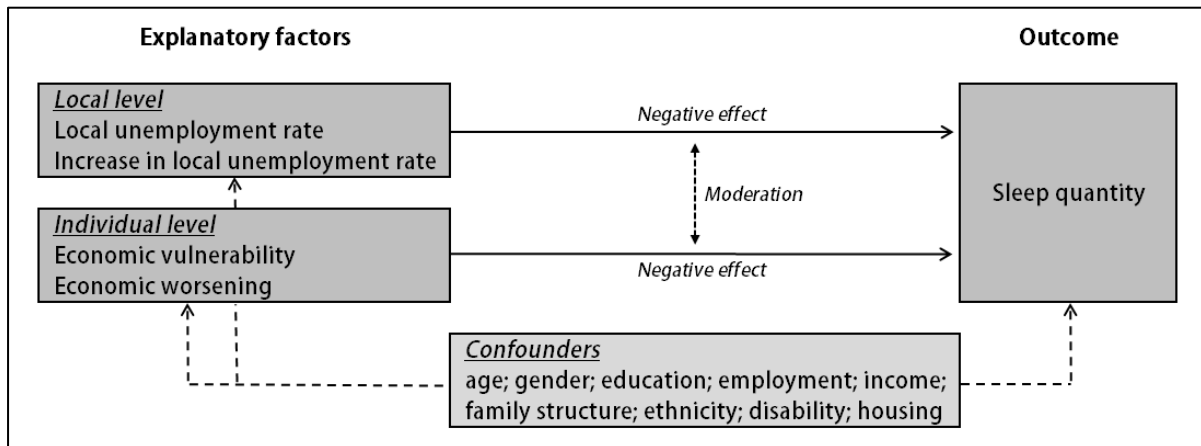 Explanatory factors
Outcome
Local level
Local unemployment rate
Increase in local unemployment rate
Negative effect
Moderation
Sleep quantity
Individual level
Economic vulnerability
Economic worsening
Negative effect
Confounders
age; gender; education; employment; income;
family structure; ethnicity; disability; housing